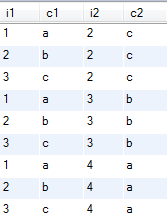 i1 c1 i2 c2
1 a 2 c
2 b 2 c
3 c 2 c
1 a 3 b
2 b 3 b
3 c 3 b
1 a 4 a
2 b 4 a
3 c 4 a